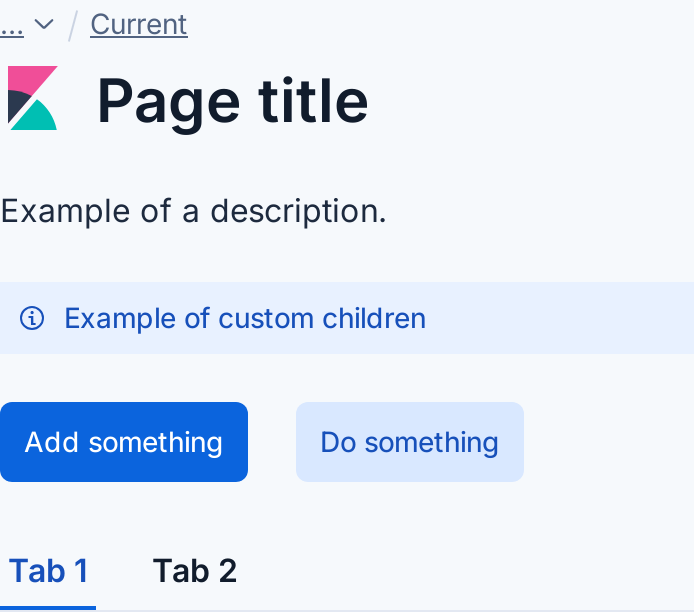 ... / Current
Page title
Example of a description.
Example of custom children
Add something Do something
Tab 1 Tab 2